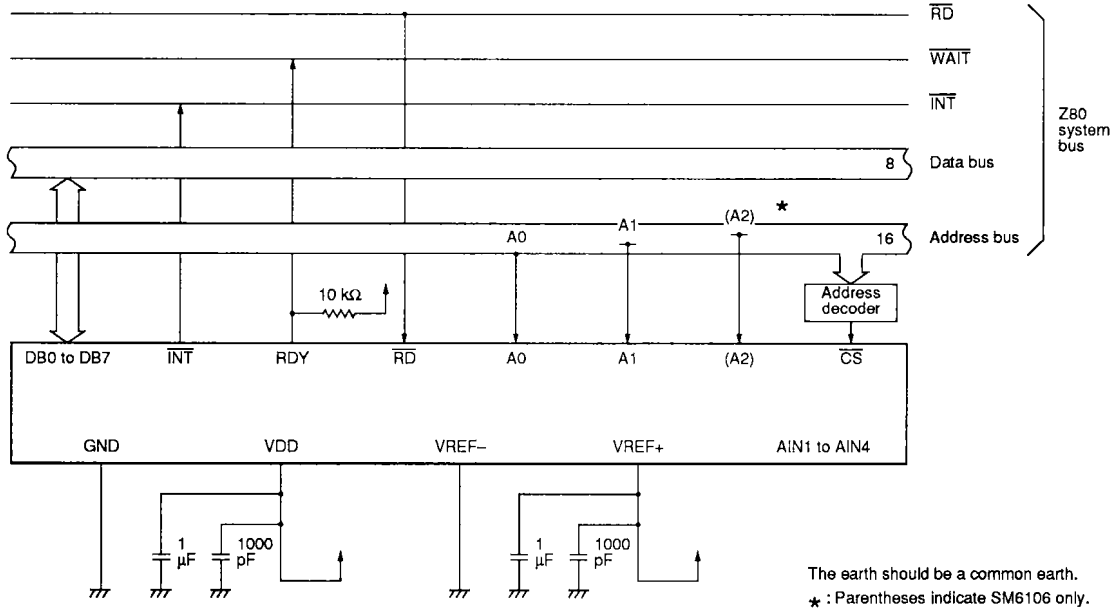 RD
WAIT
INT
Z80
system
bus
8 Data bus
16 Address bus
A0
A1
(A2)
★
10 kΩ
Address
decoder
DB0 to DB7 INT RDY RD A0 A1 (A2) CS
GND VDD VREF– VREF+ AIN1 to AIN4
1
μF
1000
pF
1
μF
1000
pF
The earth should be a common earth.
★ : Parentheses indicate SM6106 only.